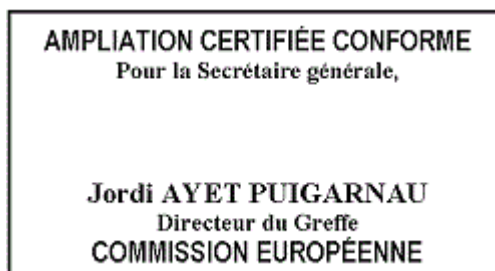 AMPLIATION CERTIFIÉE CONFORME
Pour la Secrétaire générale,
Jordi AYET PUIGARNAU
Directeur du Greffe
COMMISSION EUROPÉENNE